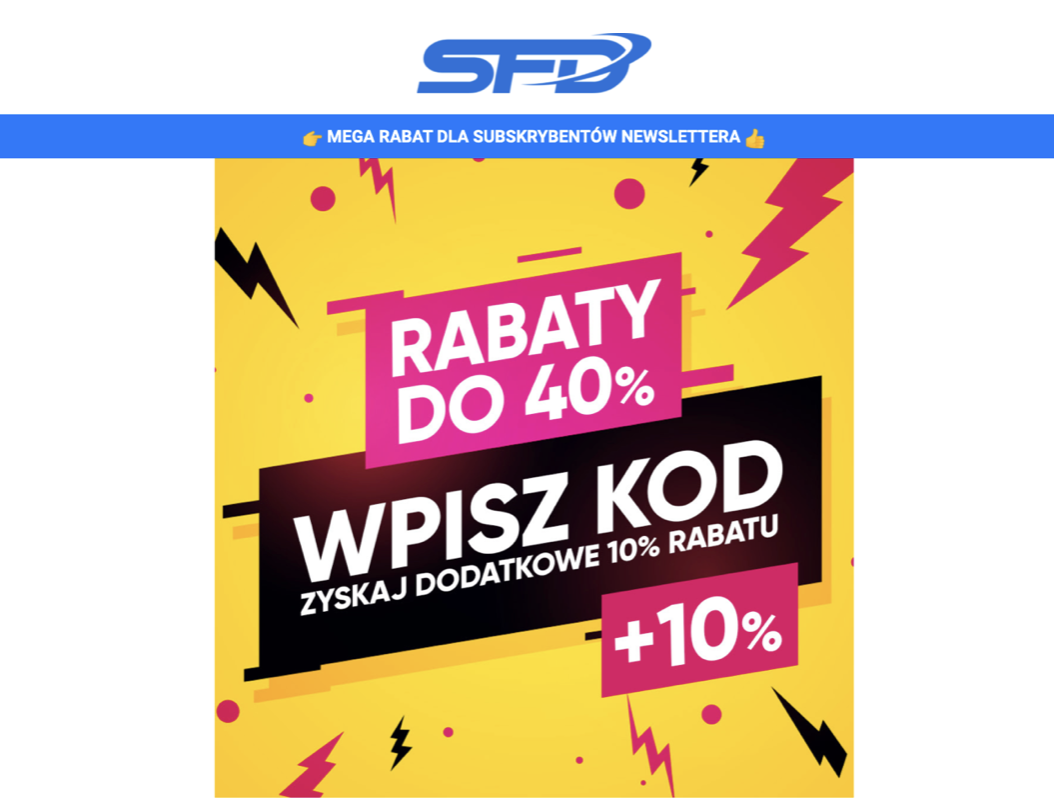 SFD
👉 MEGA RABAT DLA SUBSKRYBENTÓW NEWSLETTERA 👍
RABATY
DO 40%
WPISZ KOD
ZYSKAJ DODATKOWE 10% RABATU
+10%